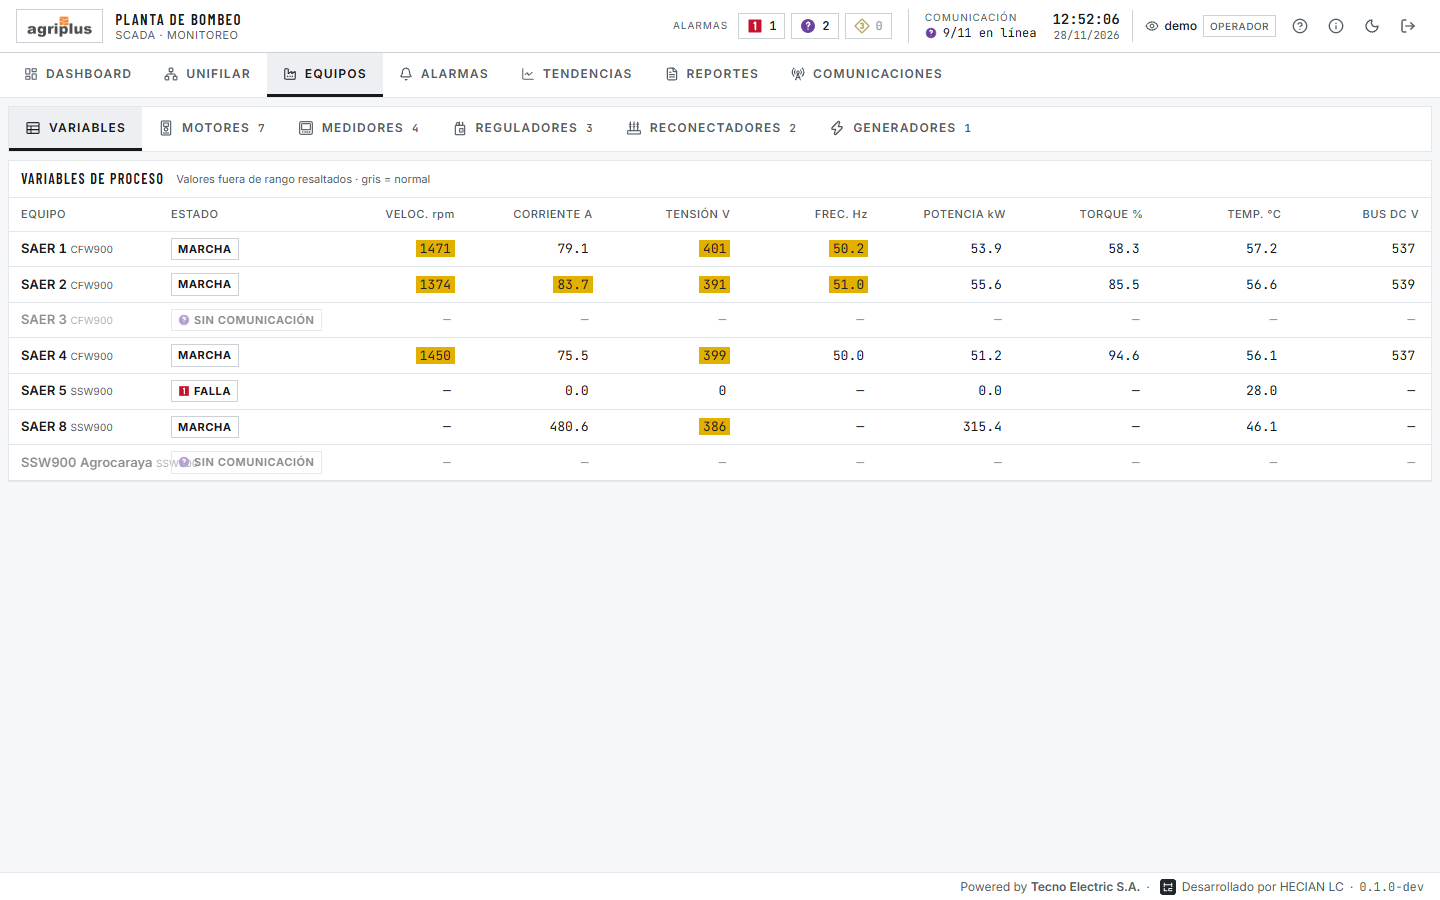 agriplus
PLANTA DE BOMBEO
SCADA · MONITOREO
ALARMAS 1 1 ? 2 3 0
COMUNICACIÓN
? 9/11 en línea
12:52:06
28/11/2026
demo OPERADOR
DASHBOARD UNIFILAR EQUIPOS ALARMAS TENDENCIAS REPORTES COMUNICACIONES
VARIABLES MOTORES 7 MEDIDORES 4 REGULADORES 3 RECONECTADORES 2 GENERADORES 1
VARIABLES DE PROCESO Valores fuera de rango resaltados · gris = normal
EQUIPO ESTADO VELOC. rpm CORRIENTE A TENSIÓN V FREC. Hz POTENCIA kW TORQUE % TEMP. °C BUS DC V
SAER 1 CFW900 MARCHA 1471 79.1 401 50.2 53.9 58.3 57.2 537
SAER 2 CFW900 MARCHA 1374 83.7 391 51.0 55.6 85.5 56.6 539
SAER 3 CFW900 ? SIN COMUNICACIÓN — — — — — — — —
SAER 4 CFW900 MARCHA 1450 75.5 399 50.0 51.2 94.6 56.1 537
SAER 5 SSW900 1 FALLA — 0.0 0 — 0.0 — 28.0 —
SAER 8 SSW900 MARCHA — 480.6 386 — 315.4 — 46.1 —
SSW900 Agrocaraya ? SIN COMUNICACIÓN — — — — — — — —
Powered by Tecno Electric S.A. · Desarrollado por HECIAN LC · 0.1.0-dev